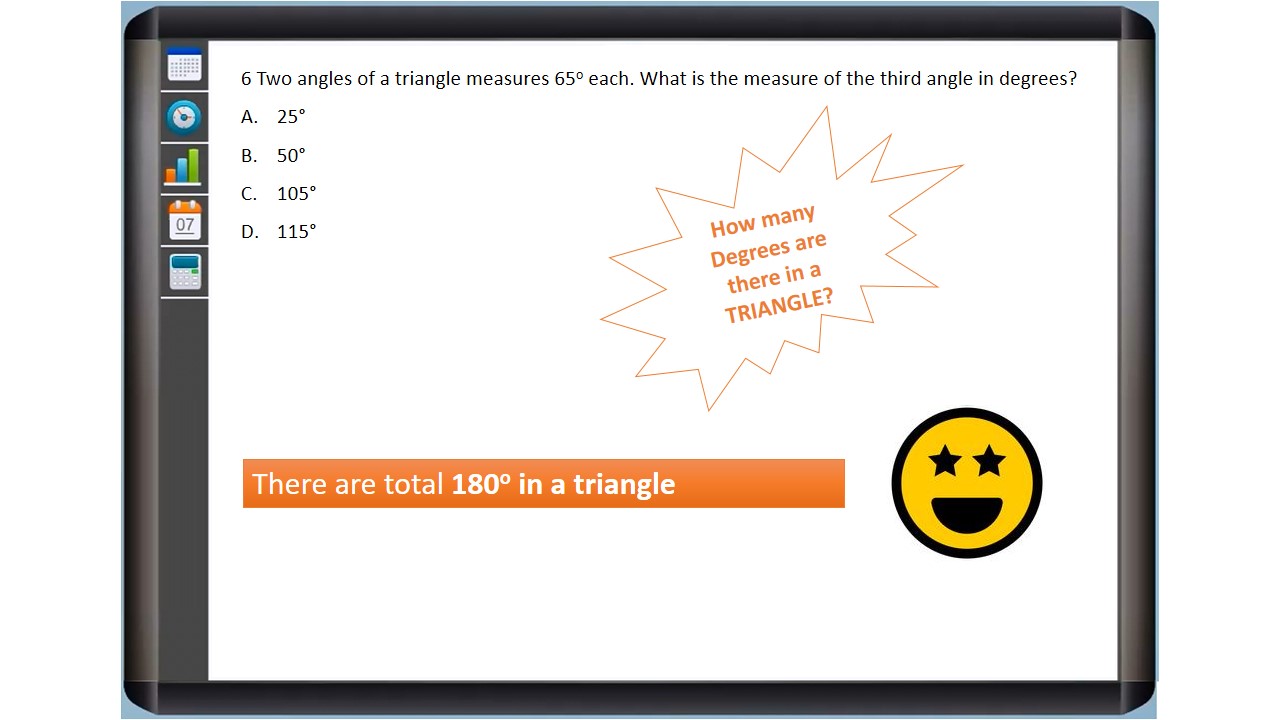 6 Two angles of a triangle measures 65º each. What is the measure of the third angle in degrees?
A. 25°
B. 50°
C. 105°
D. 115°
How many
Degrees are
there in a
TRIANGLE?
07
There are total 180º in a triangle